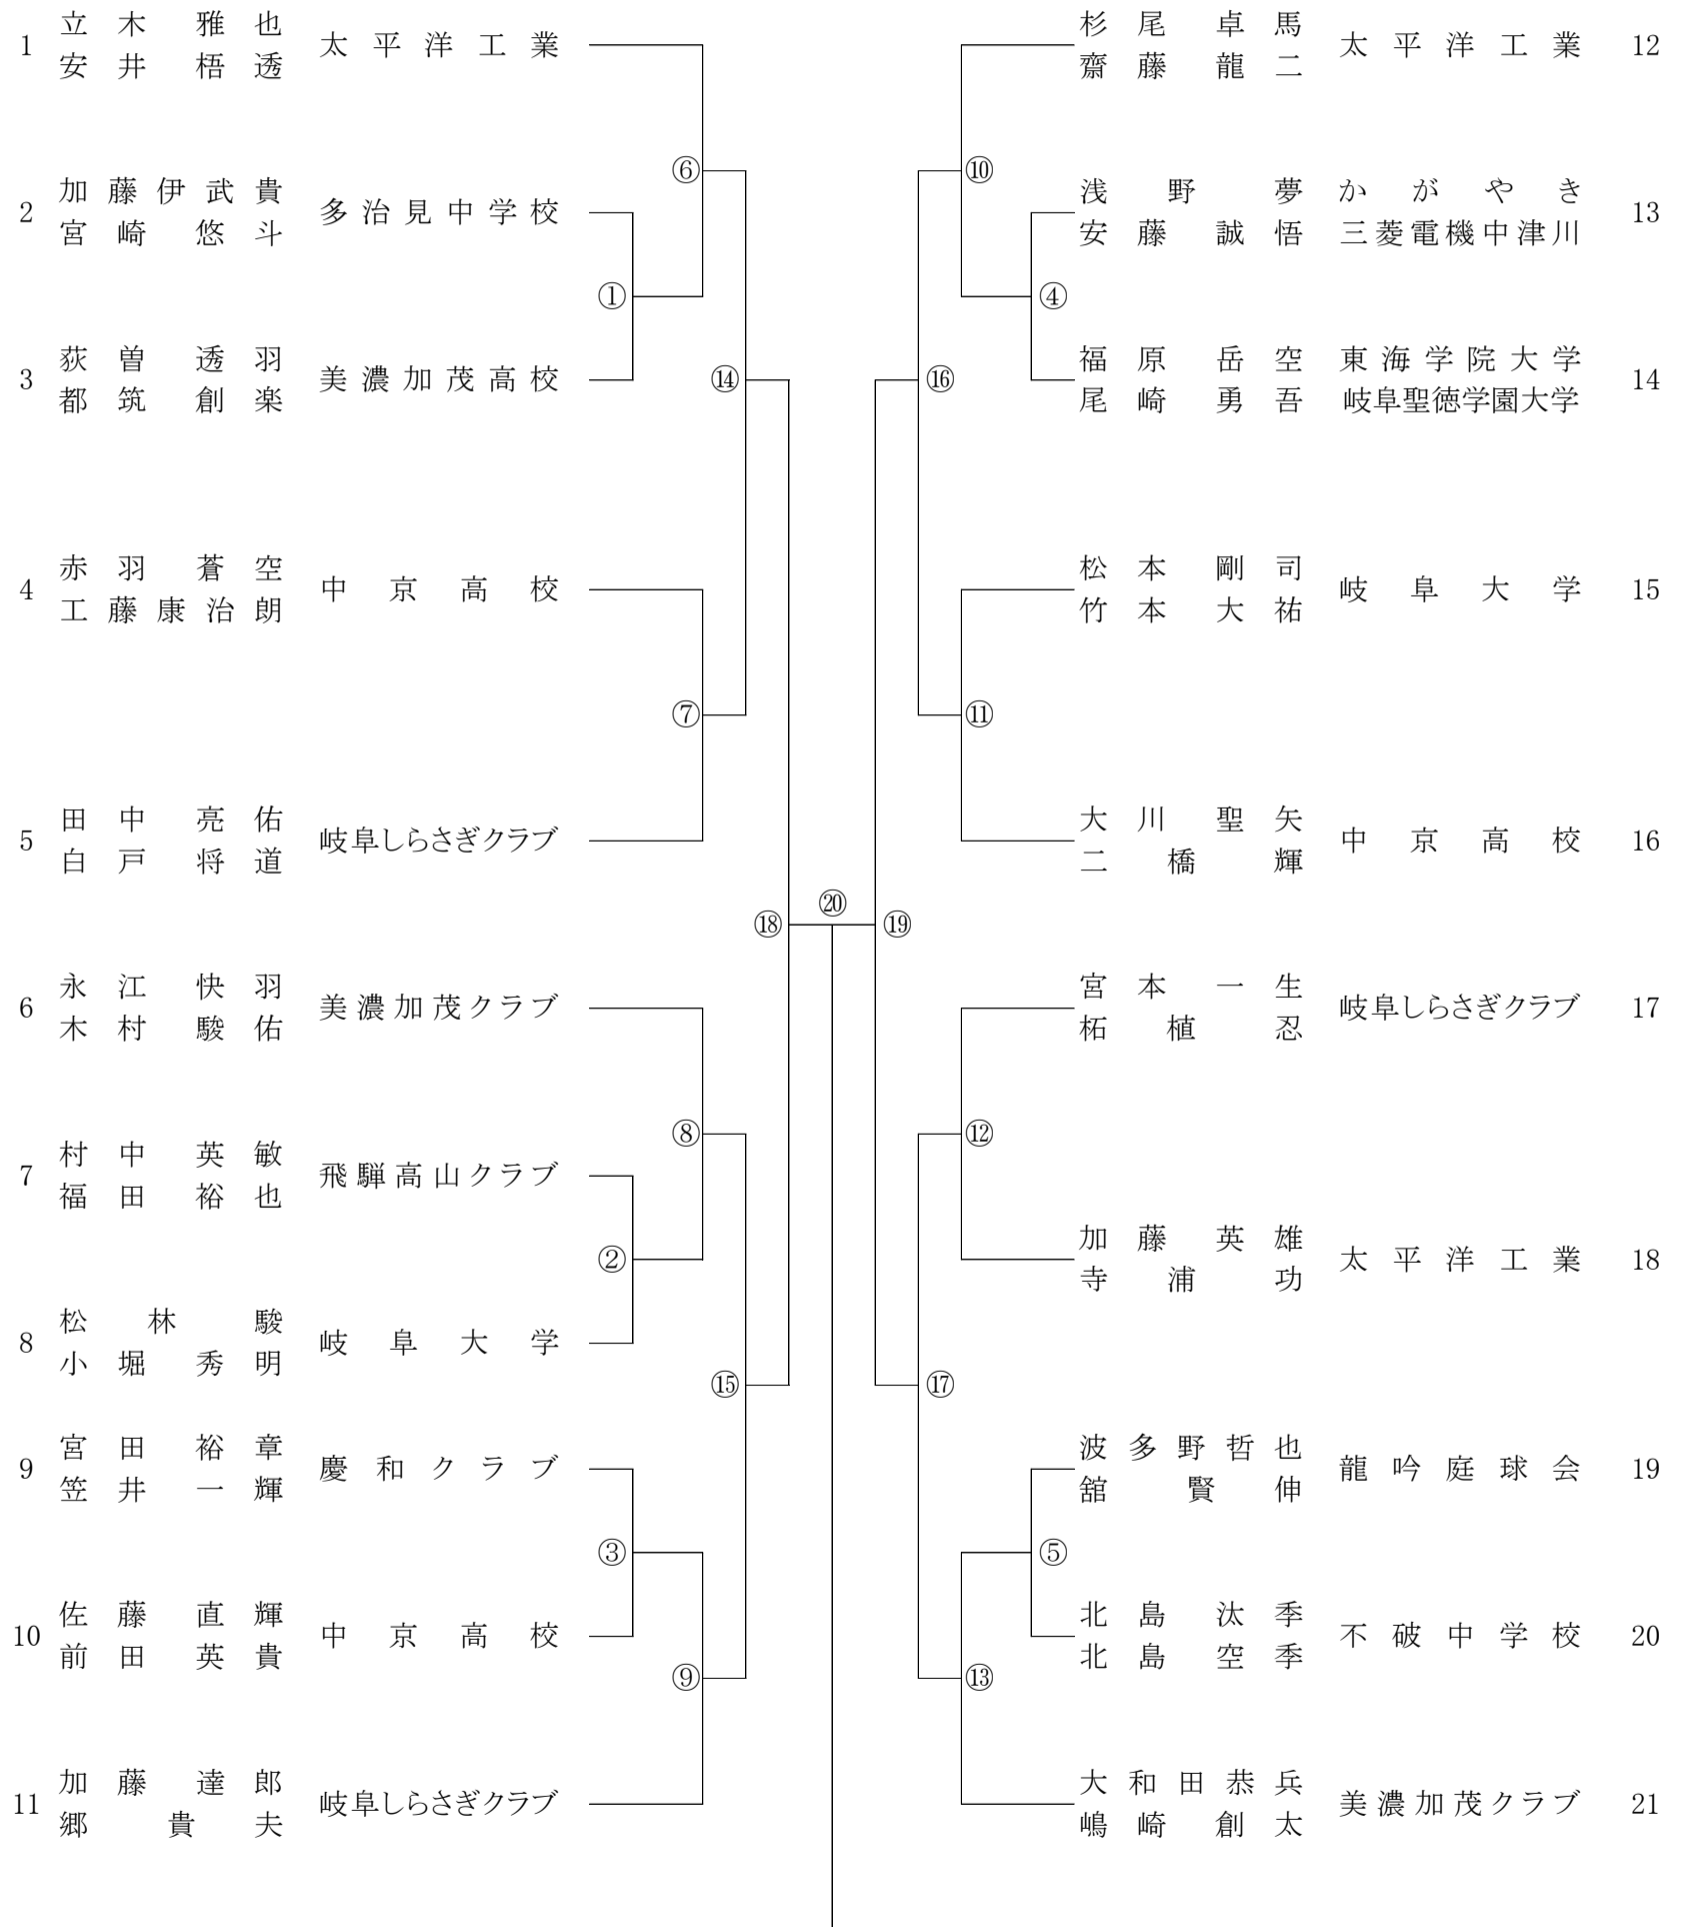 立木雅也
1 太平洋工業
安井梧透
⑥
加藤伊武貴
2 多治見中学校
宮崎悠斗
①
荻曽透羽
3 美濃加茂高校
都筑創楽
⑭
赤羽蒼空
4 中京高校
工藤康治朗
⑦
田中亮佑
5 岐阜しらさぎクラブ
白戸将道
⑱
永江快羽
6 美濃加茂クラブ
木村駿佑
⑧
村中英敏
7 飛騨高山クラブ
福田裕也
②
松林駿
8 岐阜大学
小堀秀明
⑮
宮田裕章
9 慶和クラブ
笠井一輝
③
佐藤直輝
10 中京高校
前田英貴
⑨
加藤達郎
11 岐阜しらさぎクラブ
郷貴夫
⑳
杉尾卓馬
太平洋工業 12
齋藤龍二
⑩
浅野夢 かがやき
13
安藤誠悟 三菱電機中津川
④
福原岳空 東海学院大学
14
尾崎勇吾 岐阜聖徳学園大学
⑯
松本剛司
岐阜大学 15
竹本大祐
⑪
大川聖矢
中京高校 16
二橋輝
⑲
宮本一生
岐阜しらさぎクラブ 17
柘植忍
⑫
加藤英雄
太平洋工業 18
寺浦功
⑰
波多野哲也
龍吟庭球会 19
舘賢伸
⑤
北島汰季
不破中学校 20
北島空季
⑬
大和田恭兵
美濃加茂クラブ 21
嶋崎創太